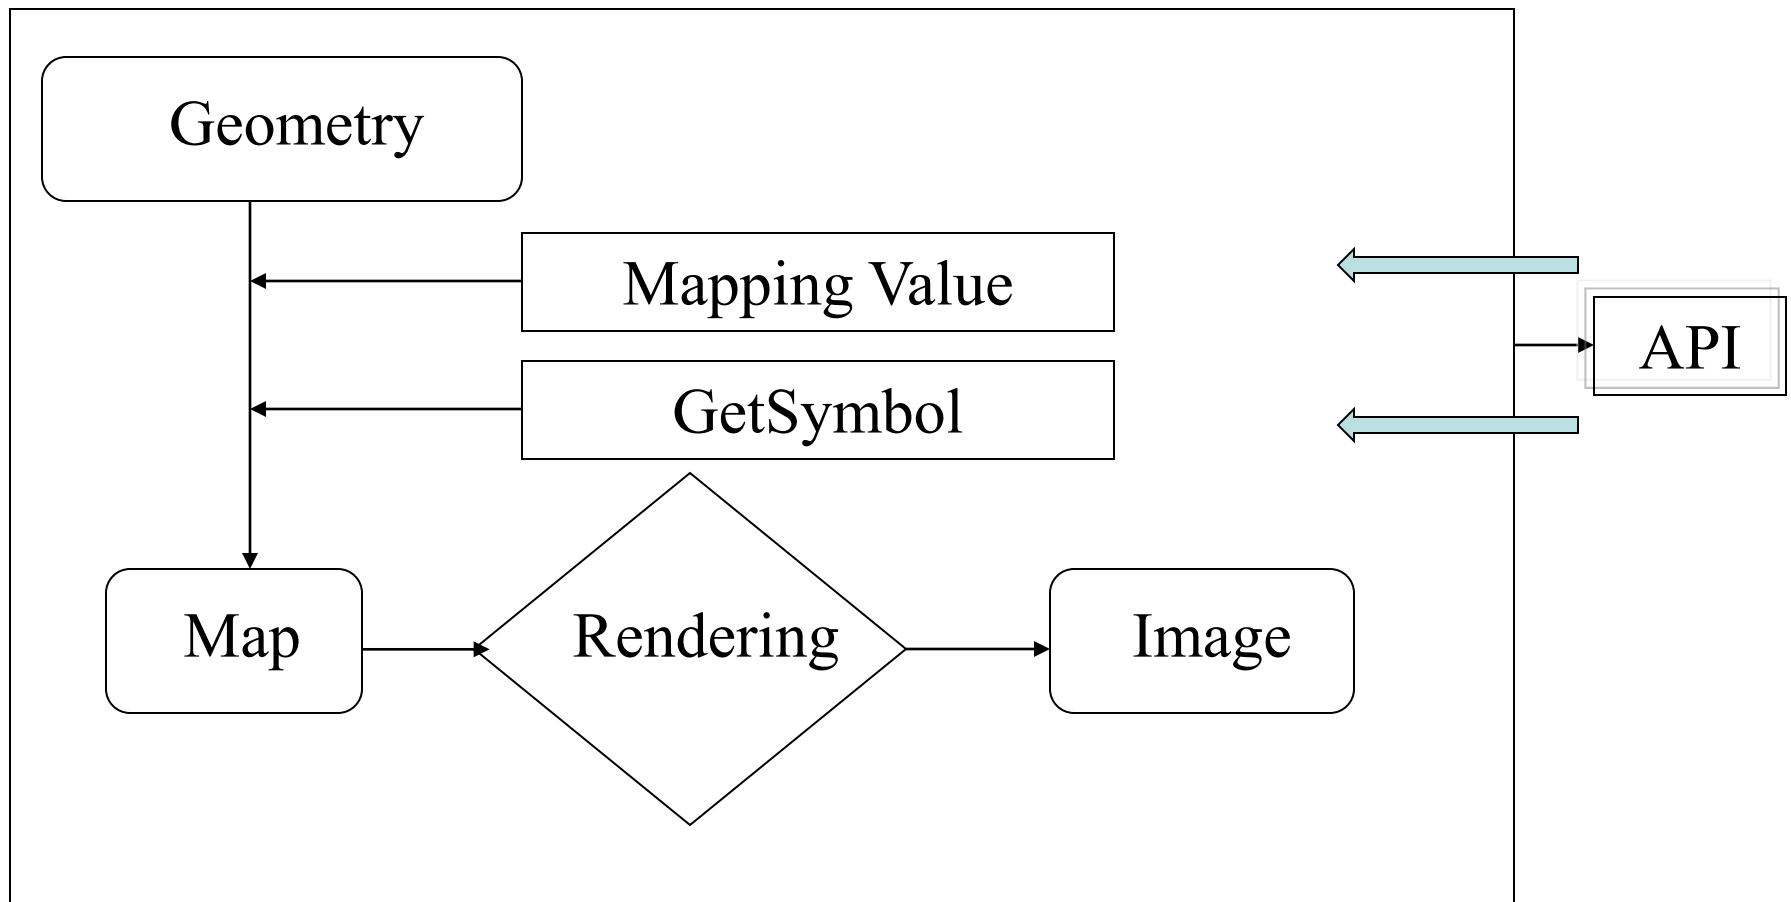 Geometry
Mapping Value
API
GetSymbol
Map
Rendering
Image